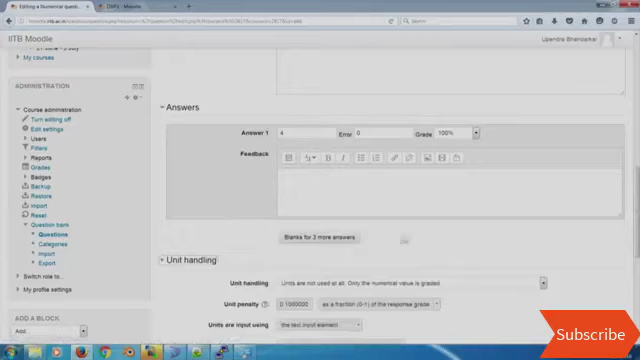 Editing a Numerical questi...
IITB Moodle
Upendra Bhandarkar
My courses
ADMINISTRATION
Course administration
Turn editing off
Edit settings
Users
Filters
Reports
Grades
Badges
Backup
Restore
Import
Reset
Question bank
Questions
Categories
Import
Export
Switch role to...
My profile settings
ADD A BLOCK
Add...
Answers
Answer 1 4 Error 0 Grade 100%
Feedback
Blanks for 3 more answers
Unit handling
Unit handling Units are not used at all. Only the numerical value is graded
Unit penalty 0.1000000 as a fraction (0-1) of the response grade
Units are input using the text input element
Subscribe